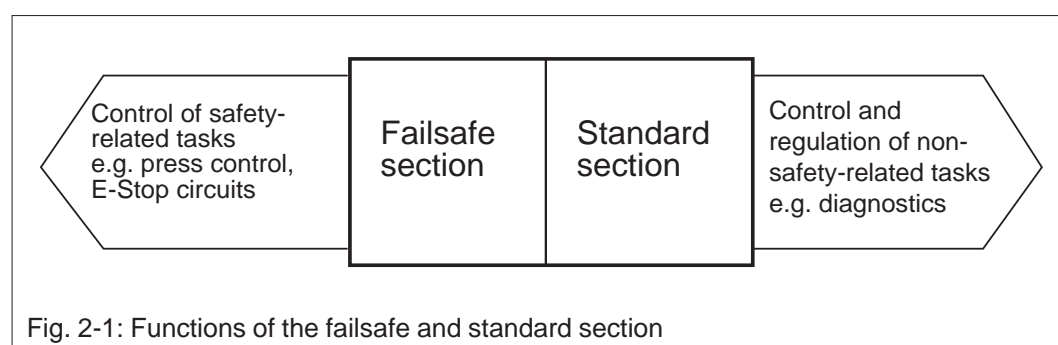 Control of safety-
related tasks
e.g. press control,
E-Stop circuits
Failsafe
section
Standard
section
Control and
regulation of non-
safety-related tasks
e.g. diagnostics
Fig. 2-1: Functions of the failsafe and standard section